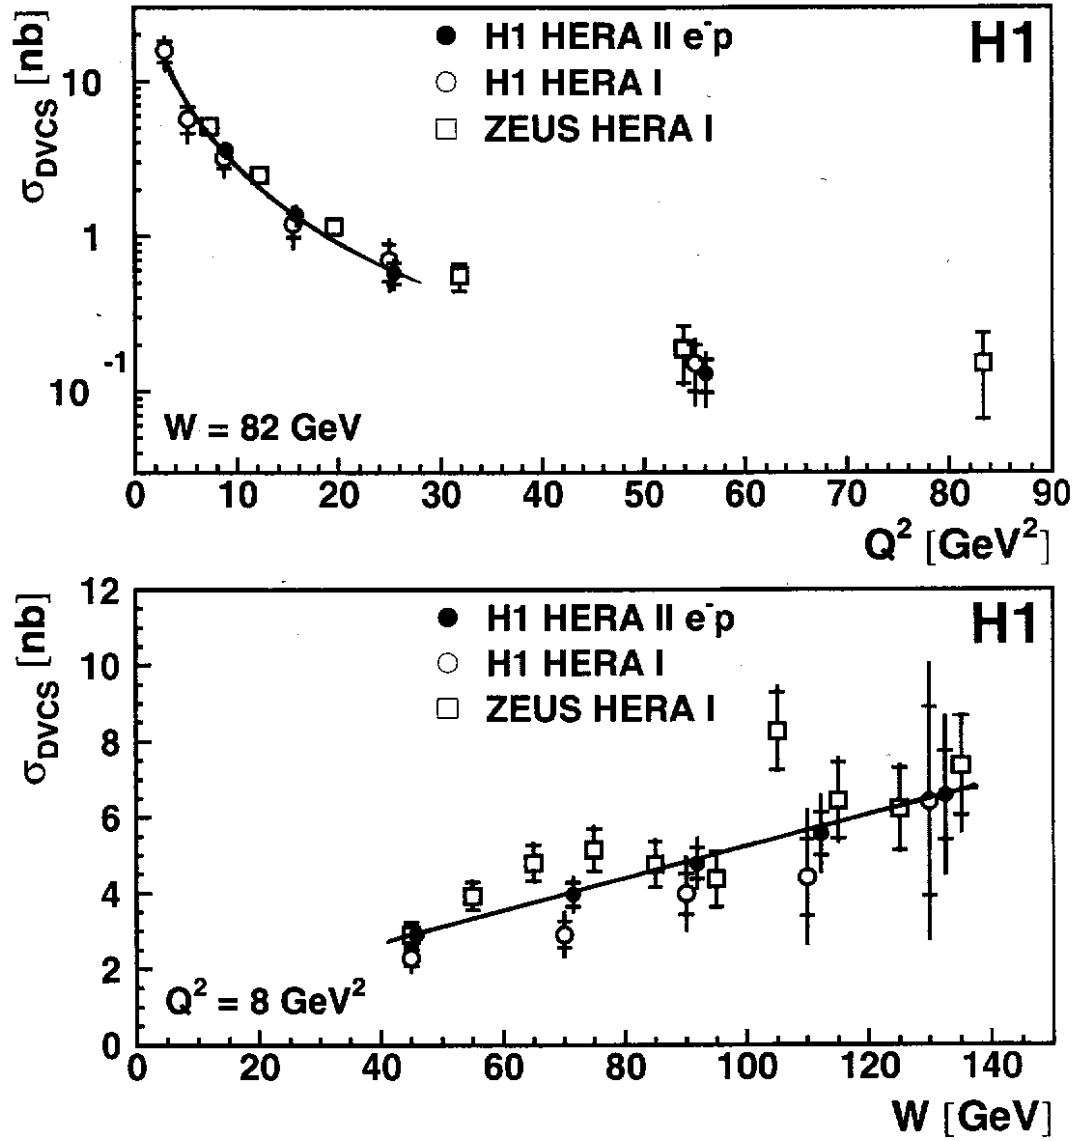 σDVCS [nb]
H1
H1 HERA II e-p
H1 HERA I
ZEUS HERA I
10
1
10-1
W = 82 GeV
0 10 20 30 40 50 60 70 80 90
Q2 [GeV2]
σDVCS [nb]
H1
H1 HERA II e-p
H1 HERA I
ZEUS HERA I
12
10
8
6
4
2
0
Q2 = 8 GeV2
0 20 40 60 80 100 120 140
W [GeV]